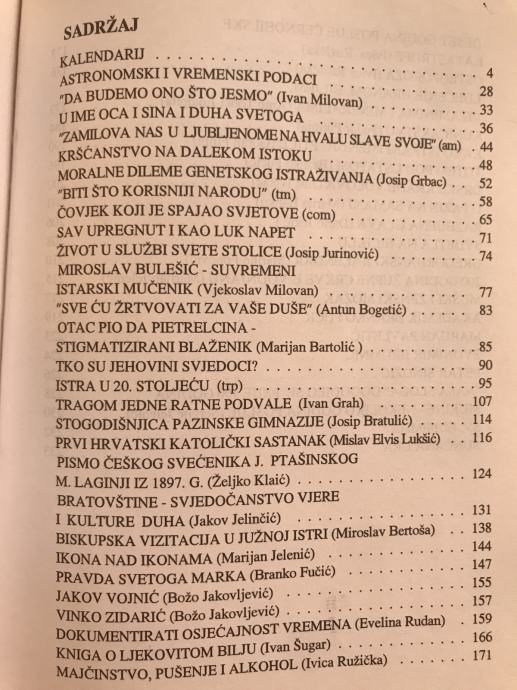 SADRŽAJ
KALENDARIJ . . . . . . . . . . . . . . . . . . . . . . . . . . . . 4
ASTRONOMSKI I VREMENSKI PODACI . . . . . . . . . . . . 28
"DA BUDEMO ONO ŠTO JESMO" (Ivan Milovan) . . . . . . . . . 33
U IME OCA I SINA I DUHA SVETOGA . . . . . . . . . . . . . 36
"ZAMILOVA NAS U LJUBLJENOME NA HVALU SLAVE SVOJE" (am) . 44
KRŠĆANSTVO NA DALEKOM ISTOKU . . . . . . . . . . . . . 48
MORALNE DILEME GENETSKOG ISTRAŽIVANJA (Josip Grbac) . . 52
"BITI ŠTO KORISNIJI NARODU" (tm) . . . . . . . . . . . . . . 58
ČOVJEK KOJI JE SPAJAO SVJETOVE (com) . . . . . . . . . . . 65
SAV UPREGNUT I KAO LUK NAPET . . . . . . . . . . . . . 71
ŽIVOT U SLUŽBI SVETE STOLICE (Josip Jurinović) . . . . . . . 74
MIROSLAV BULEŠIĆ - SUVREMENI
ISTARSKI MUČENIK (Vjekoslav Milovan) . . . . . . . . . . . 77
"SVE ĆU ŽRTVOVATI ZA VAŠE DUŠE" (Antun Bogetić) . . . . . 83
OTAC PIO DA PIETRELCINA -
STIGMATIZIRANI BLAŽENIK (Marijan Bartolić ) . . . . . . . . 85
TKO SU JEHOVINI SVJEDOCI? . . . . . . . . . . . . . . . . 90
ISTRA U 20. STOLJEĆU (trp) . . . . . . . . . . . . . . . . . 95
TRAGOM JEDNE RATNE PODVALE (Ivan Grah) . . . . . . . . 107
STOGODIŠNJICA PAZINSKE GIMNAZIJE (Josip Bratulić) . . . . 114
PRVI HRVATSKI KATOLIČKI SASTANAK (Mislav Elvis Lukšić) . . 116
PISMO ČEŠKOG SVEĆENIKA J. PTAŠINSKOG
M. LAGINJI IZ 1897. G. (Željko Klaić) . . . . . . . . . . . . . 124
BRATOVŠTINE - SVJEDOČANSTVO VJERE
I KULTURE DUHA (Jakov Jelinčić) . . . . . . . . . . . . . . 131
BISKUPSKA VIZITACIJA U JUŽNOJ ISTRI (Miroslav Bertoša) . . 138
IKONA NAD IKONAMA (Marijan Jelenić) . . . . . . . . . . . 144
PRAVDA SVETOGA MARKA (Branko Fučić) . . . . . . . . . . 147
JAKOV VOJNIĆ (Božo Jakovljević) . . . . . . . . . . . . . . 155
VINKO ZIDARIĆ (Božo Jakovljević) . . . . . . . . . . . . . . 157
DOKUMENTIRATI OSJEĆAJNOST VREMENA (Evelina Rudan) . 159
KNIGA O LJEKOVITOM BILJU (Ivan Šugar) . . . . . . . . . . 166
MAJČINSTVO, PUŠENJE I ALKOHOL (Ivica Ružička) . . . . . . 171